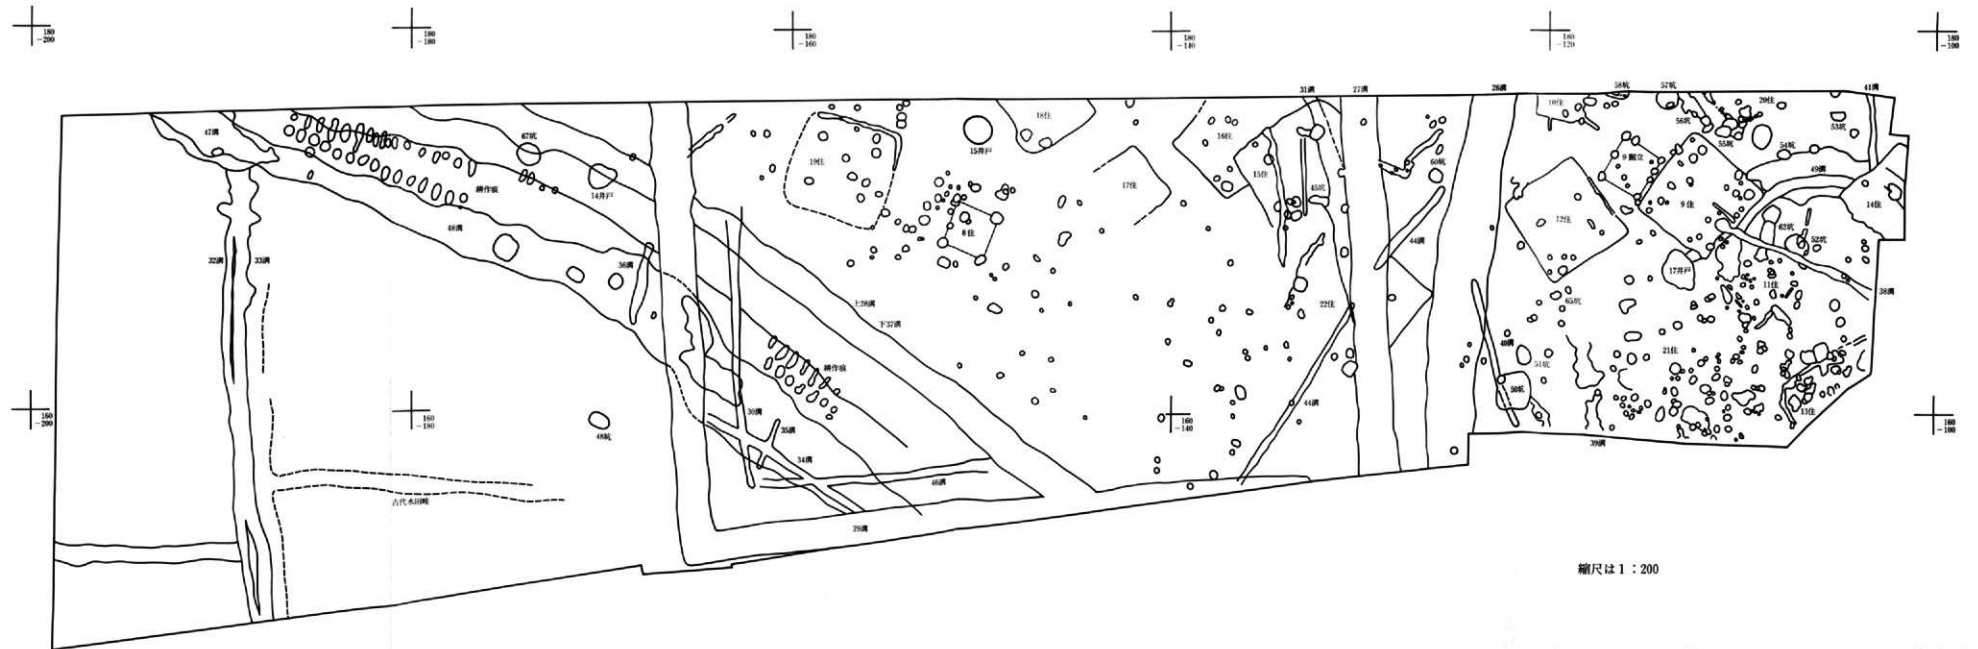 180
-200
180
-180
180
-160
180
-140
180
-120
180
-100
31溝
27溝
26溝
58坑
57坑
41溝
47溝
67坑
18住
10住
56坑
20住
53坑
16住
15井戸
19住
60坑
9掘立
55坑
54坑
耕作痕
14井戸
17住
15住
45坑
49溝
14住
8住
12住
9住
48溝
62坑
52坑
32溝
33溝
36溝
44溝
17井戸
11住
38溝
上28溝
下37溝
22住
65坑
40溝
21住
51坑
耕作痕
50坑
160
-200
160
-180
30溝
35溝
48坑
44溝
160
-140
13住
160
-100
39溝
34溝
46溝
古代水田畦
29溝
縮尺は1：200